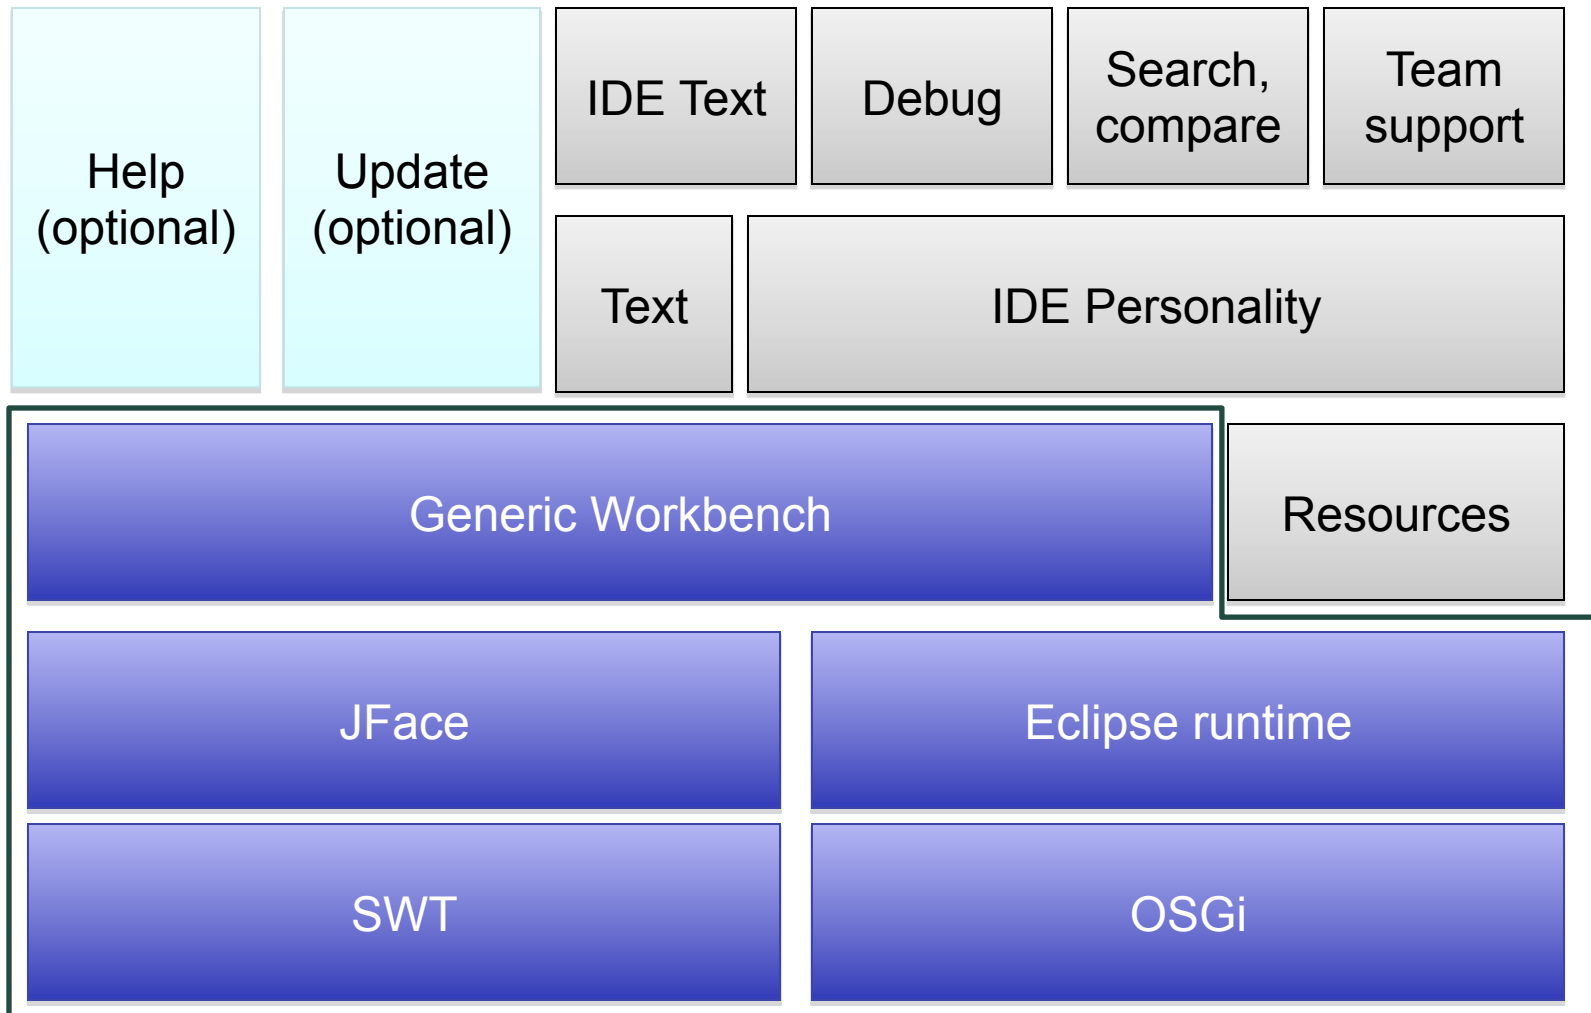 Help
(optional)
Update
(optional)
IDE Text
Debug
Search,
compare
Team
support
Text
IDE Personality
Generic Workbench
Resources
JFace
Eclipse runtime
SWT
OSGi